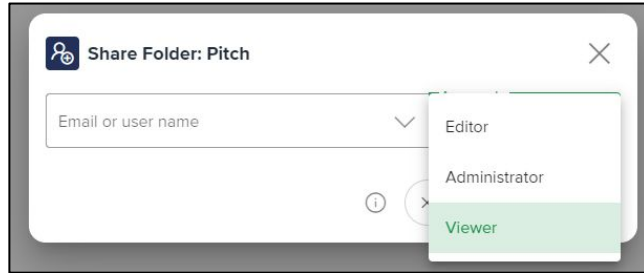 Share Folder: Pitch
Email or user name
Editor
Administrator
Viewer